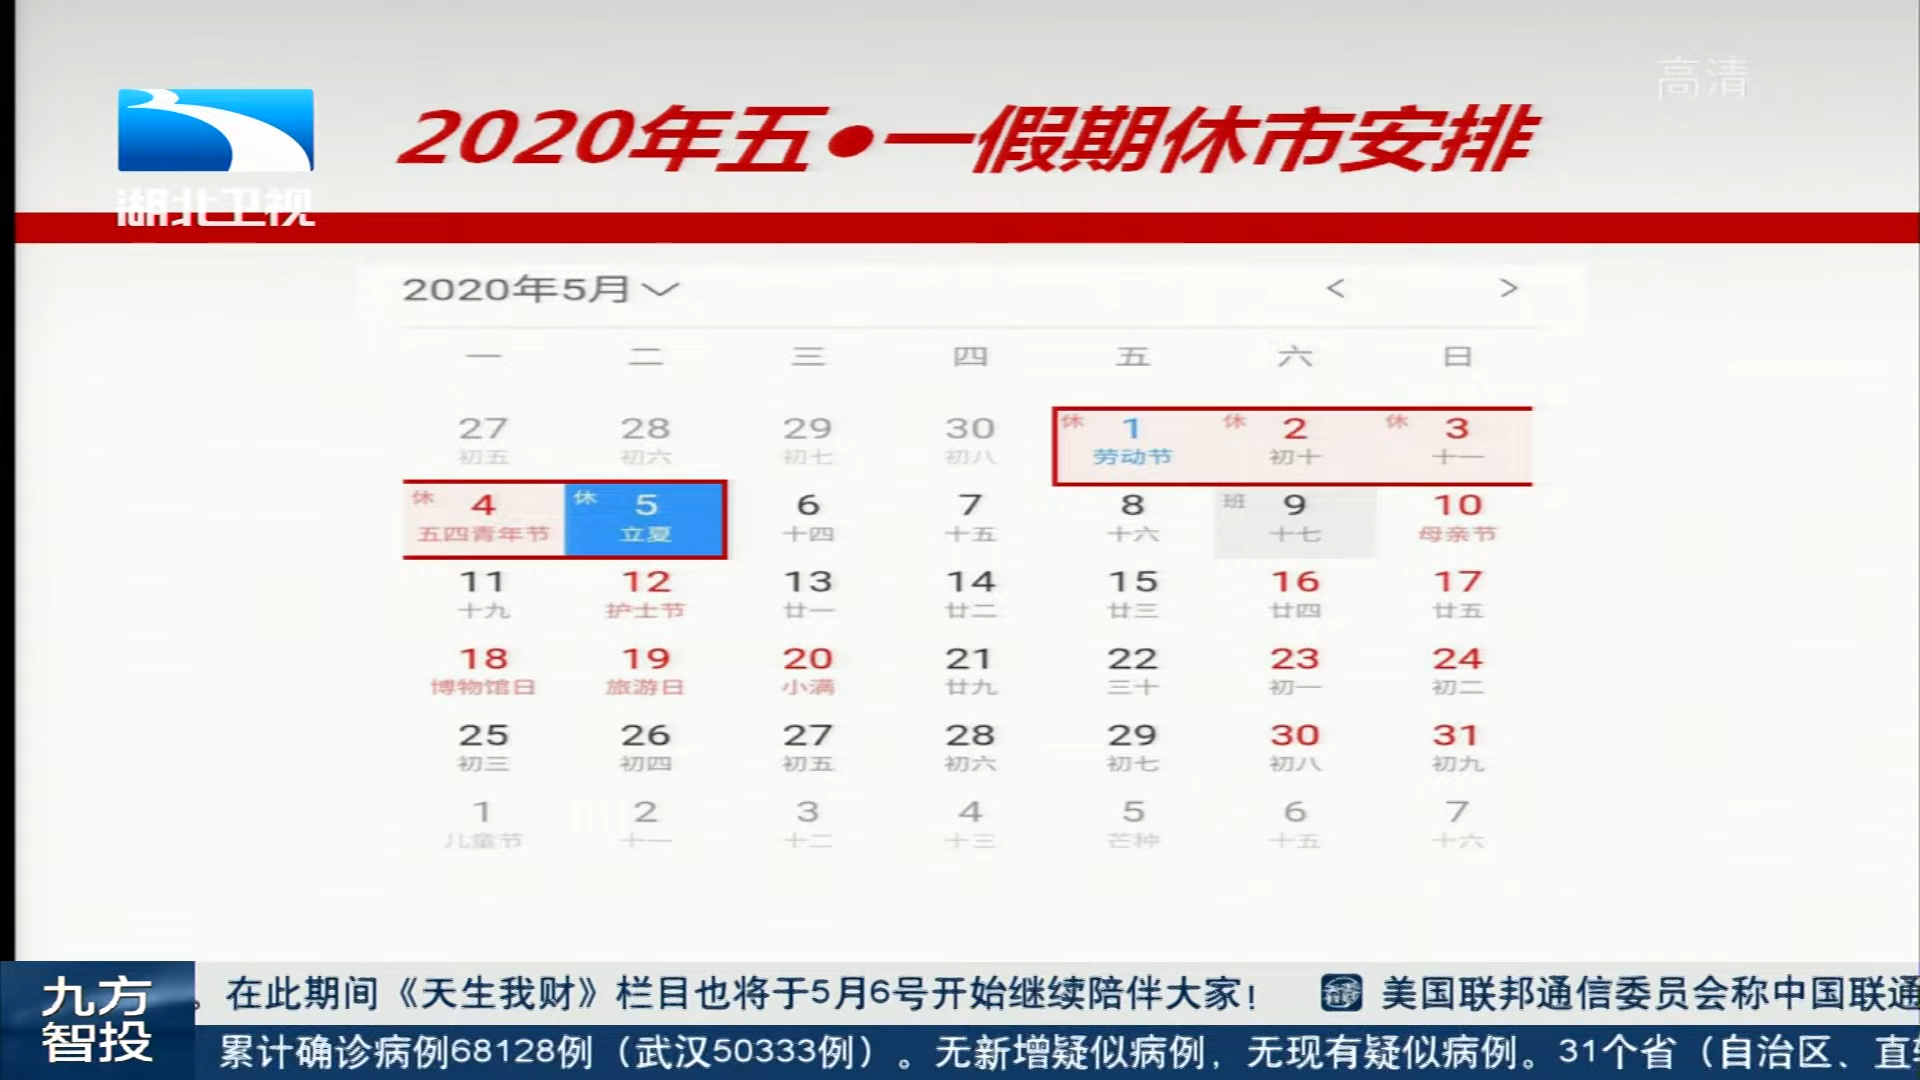 高清
2020年五•一假期休市安排
湖北卫视
2020年5月
一 二 三 四 五 六 日
27 28 29 30 休 1 休 2 休 3
初五 初六 初七 初八 劳动节 初十 十一
休 4 休 5 6 7 8 班 9 10
五四青年节 立夏 十四 十五 十六 十七 母亲节
11 12 13 14 15 16 17
十九 护士节 廿一 廿二 廿三 廿四 廿五
18 19 20 21 22 23 24
博物馆日 旅游日 小满 廿九 三十 初一 初二
25 26 27 28 29 30 31
初三 初四 初五 初六 初七 初八 初九
1 2 3 4 5 6 7
儿童节 十一 十二 十三 芒种 十五 十六
九方
智投
。在此期间《天生我财》栏目也将于5月6号开始继续陪伴大家！ 美国联邦通信委员会称中国联通
累计确诊病例68128例（武汉50333例）。无新增疑似病例，无现有疑似病例。31个省（自治区、直